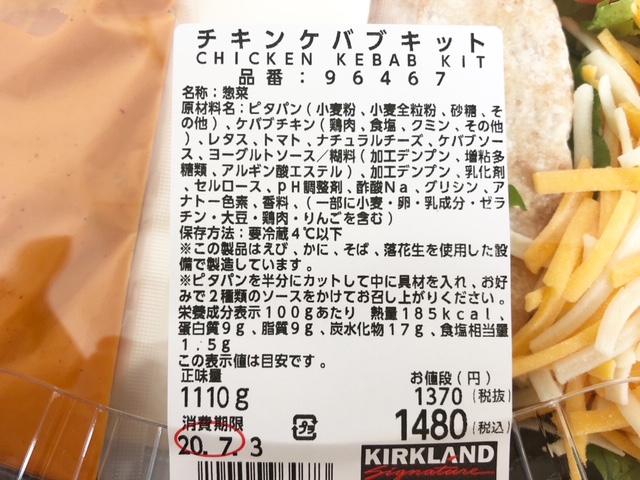 チキンケバブキット
CHICKEN KEBAB KIT
品番：96467
名称：惣菜
原材料名：ピタパン（小麦粉、小麦全粒粉、砂糖、そ
の他）、ケバブチキン（鶏肉、食塩、クミン、その他
）、レタス、トマト、ナチュラルチーズ、ケバブソー
ス、ヨーグルトソース／糊料（加工デンプン、増粘多
糖類、アルギン酸エステル）、加工デンプン、乳化剤
、セルロース、pH調整剤、酢酸Na、グリシン、ア
ナトー色素、香料、（一部に小麦・卵・乳成分・ゼラ
チン・大豆・鶏肉・りんごを含む）
保存方法：要冷蔵4℃以下
※この製品はえび、かに、そば、落花生を使用した設
備で製造しています。
※ピタパンを半分にカットして中に具材を入れ、お好
みで2種類のソースをかけてお召し上がりください。
栄養成分表示100gあたり 熱量185kcal、
蛋白質9g、脂質9g、炭水化物17g、食塩相当量
1.5g
この表示値は目安です。
正味量 お値段（円）
1110g 1370（税抜）
消費期限 1480（税込）
20.7.3
KIRKLAND
Signature